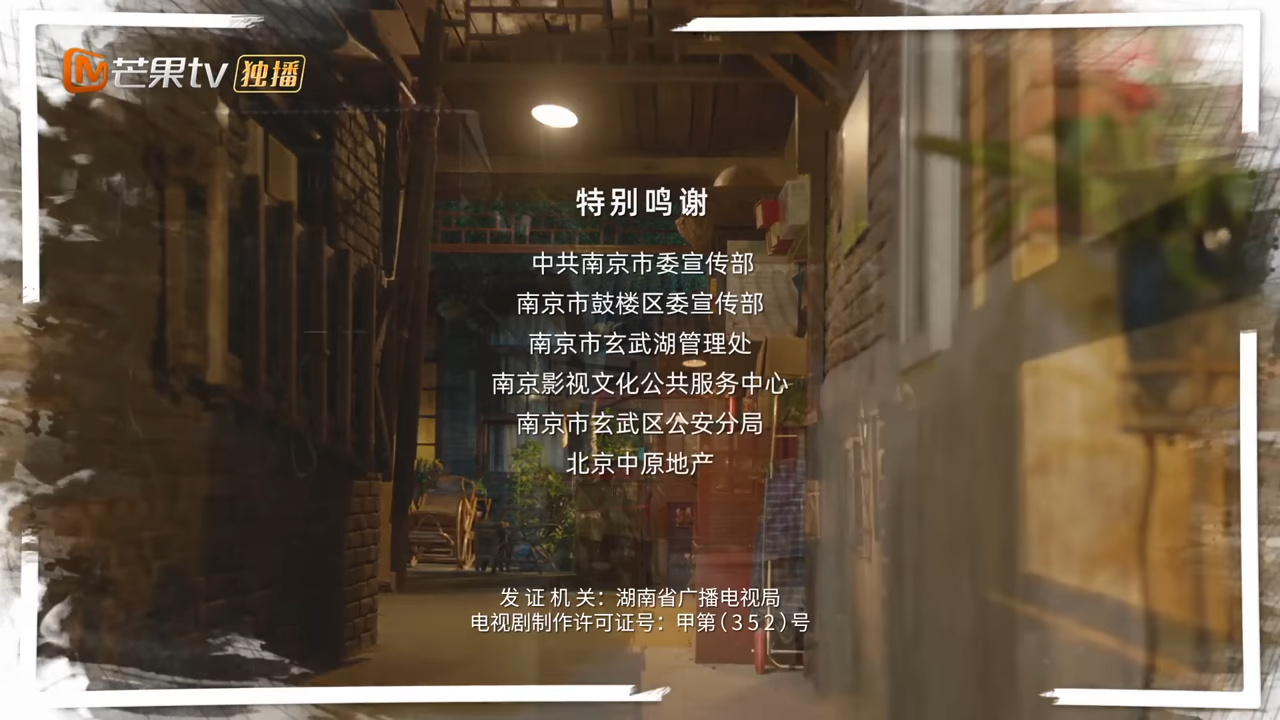 芒果tv 独播
特别鸣谢
中共南京市委宣传部
南京市鼓楼区委宣传部
南京市玄武湖管理处
南京影视文化公共服务中心
南京市玄武区公安分局
北京中原地产
发证机关：湖南省广播电视局
电视剧制作许可证号：甲第(352)号